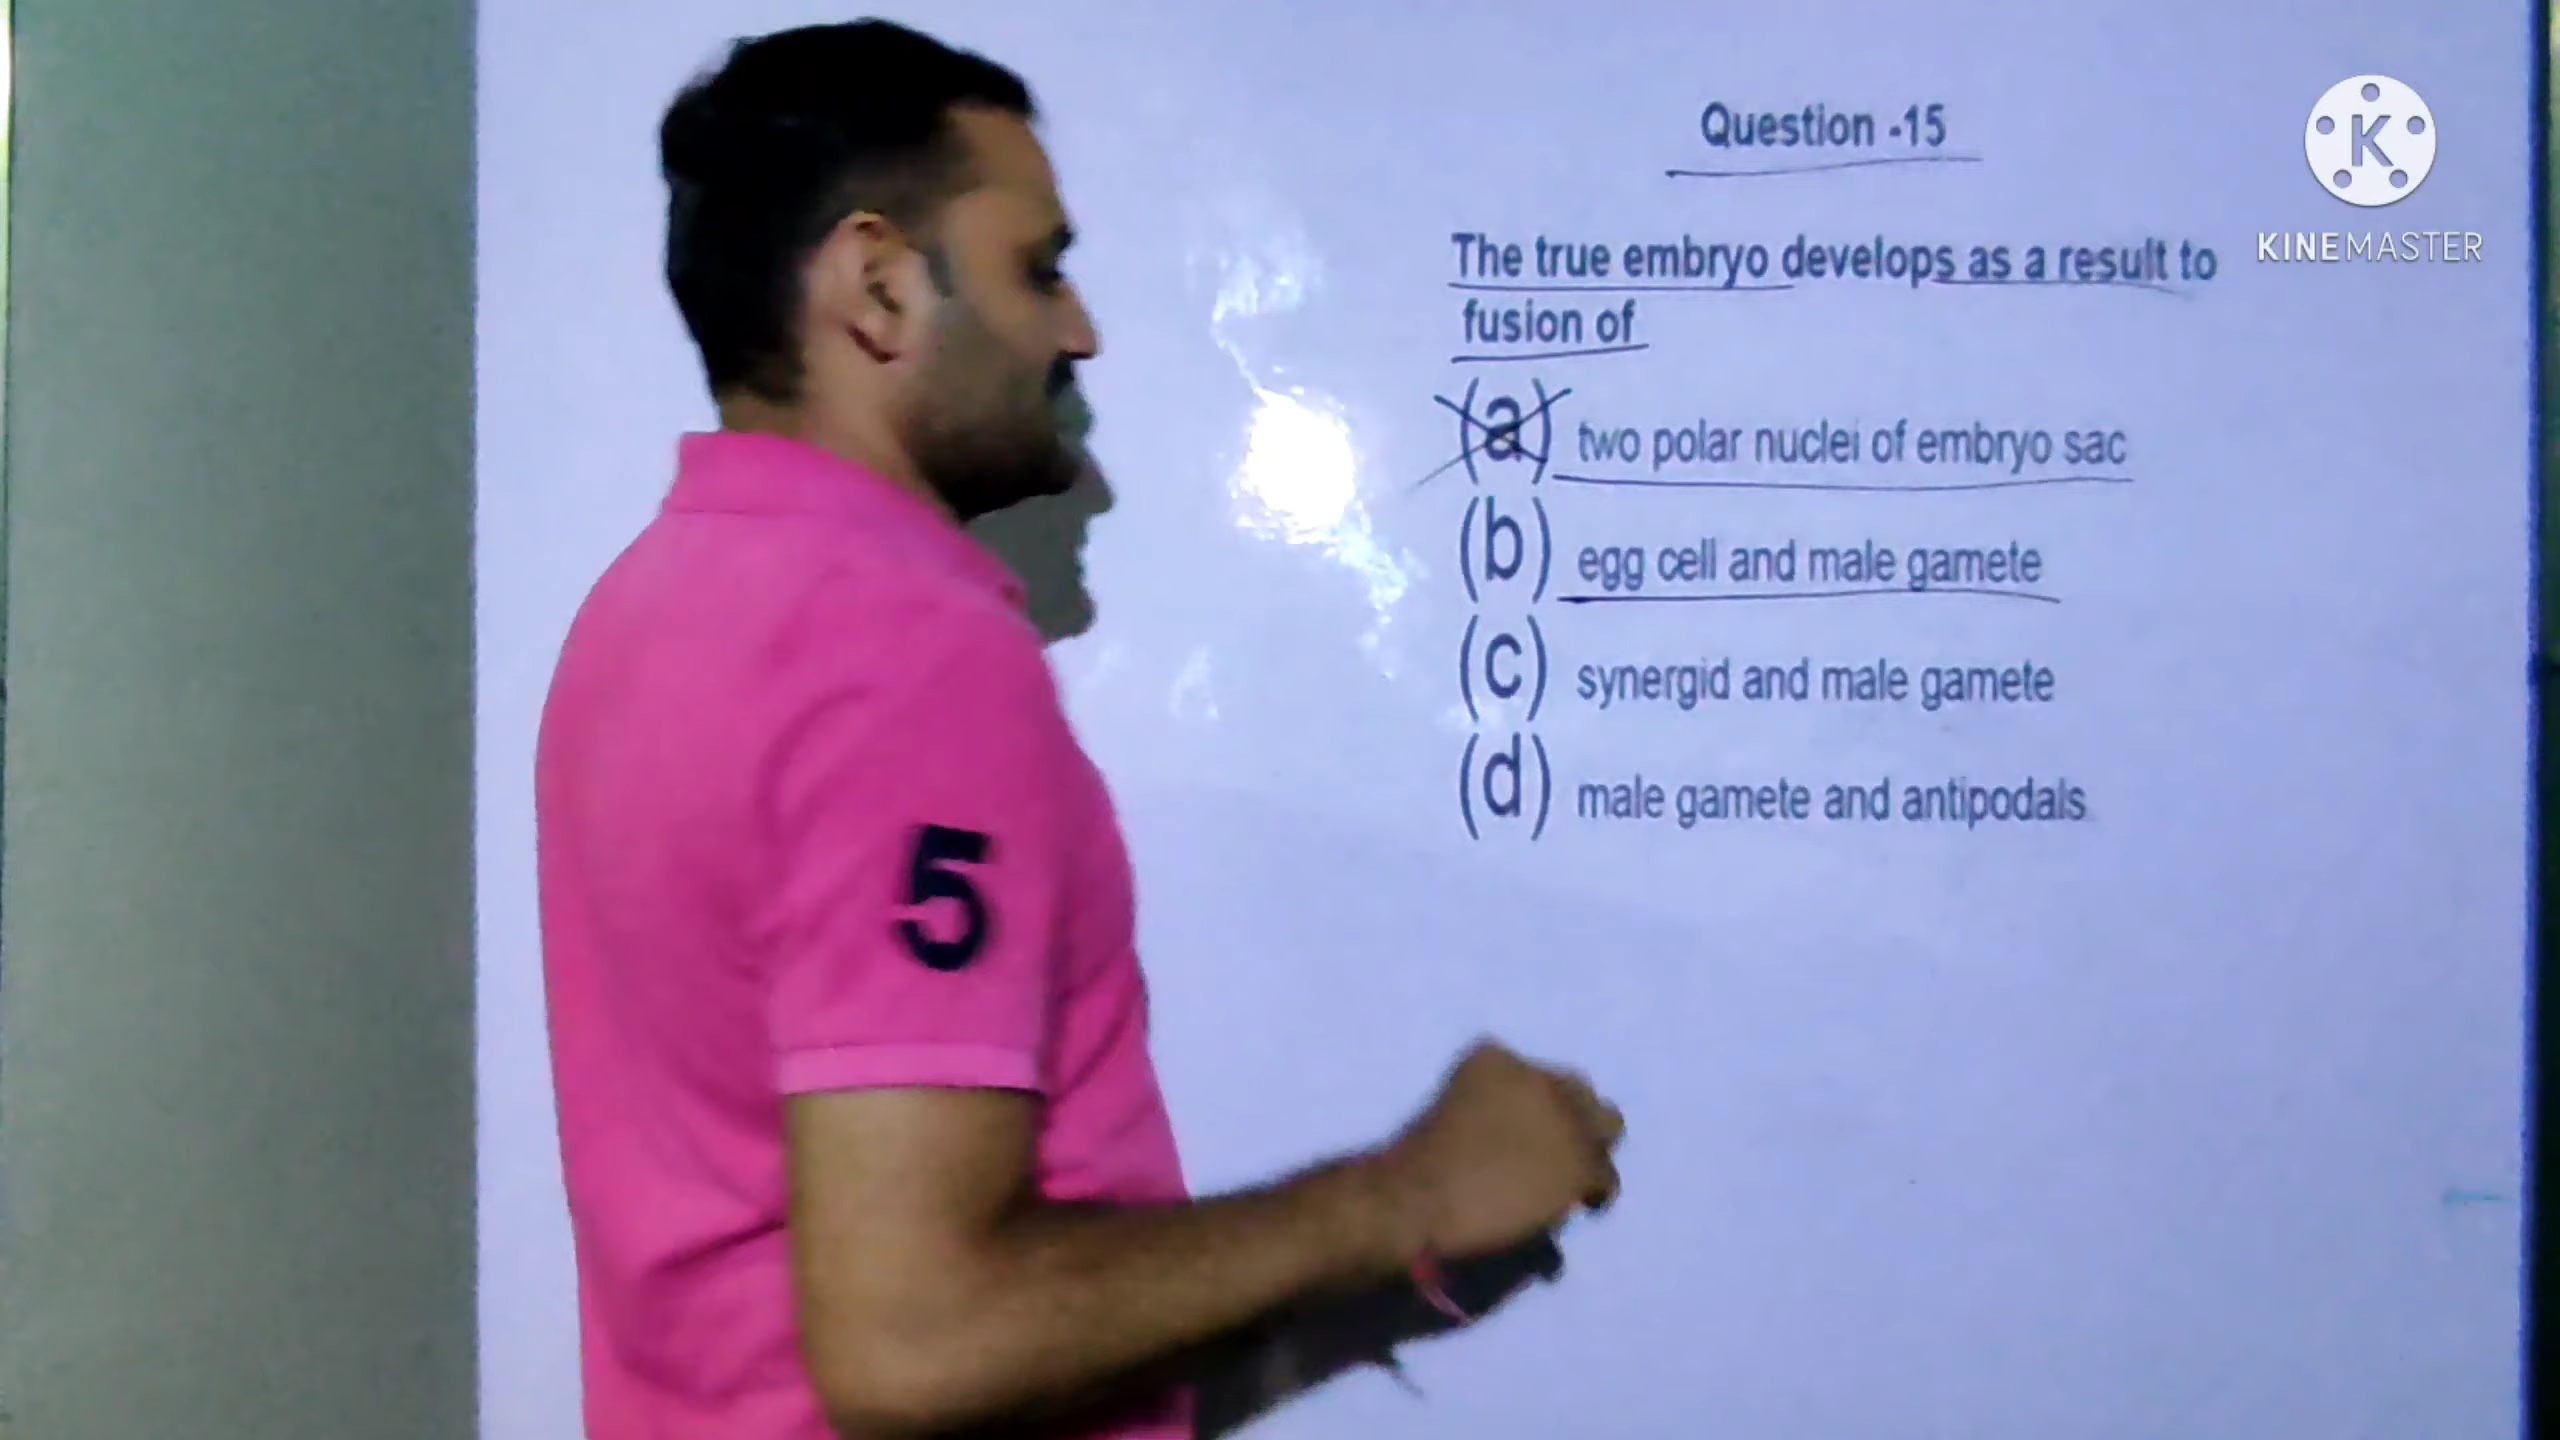 Question -15
K
KINEMASTER
The true embryo develops as a result to
fusion of
(a) two polar nuclei of embryo sac
(b) egg cell and male gamete
(c) synergid and male gamete
(d) male gamete and antipodals
5